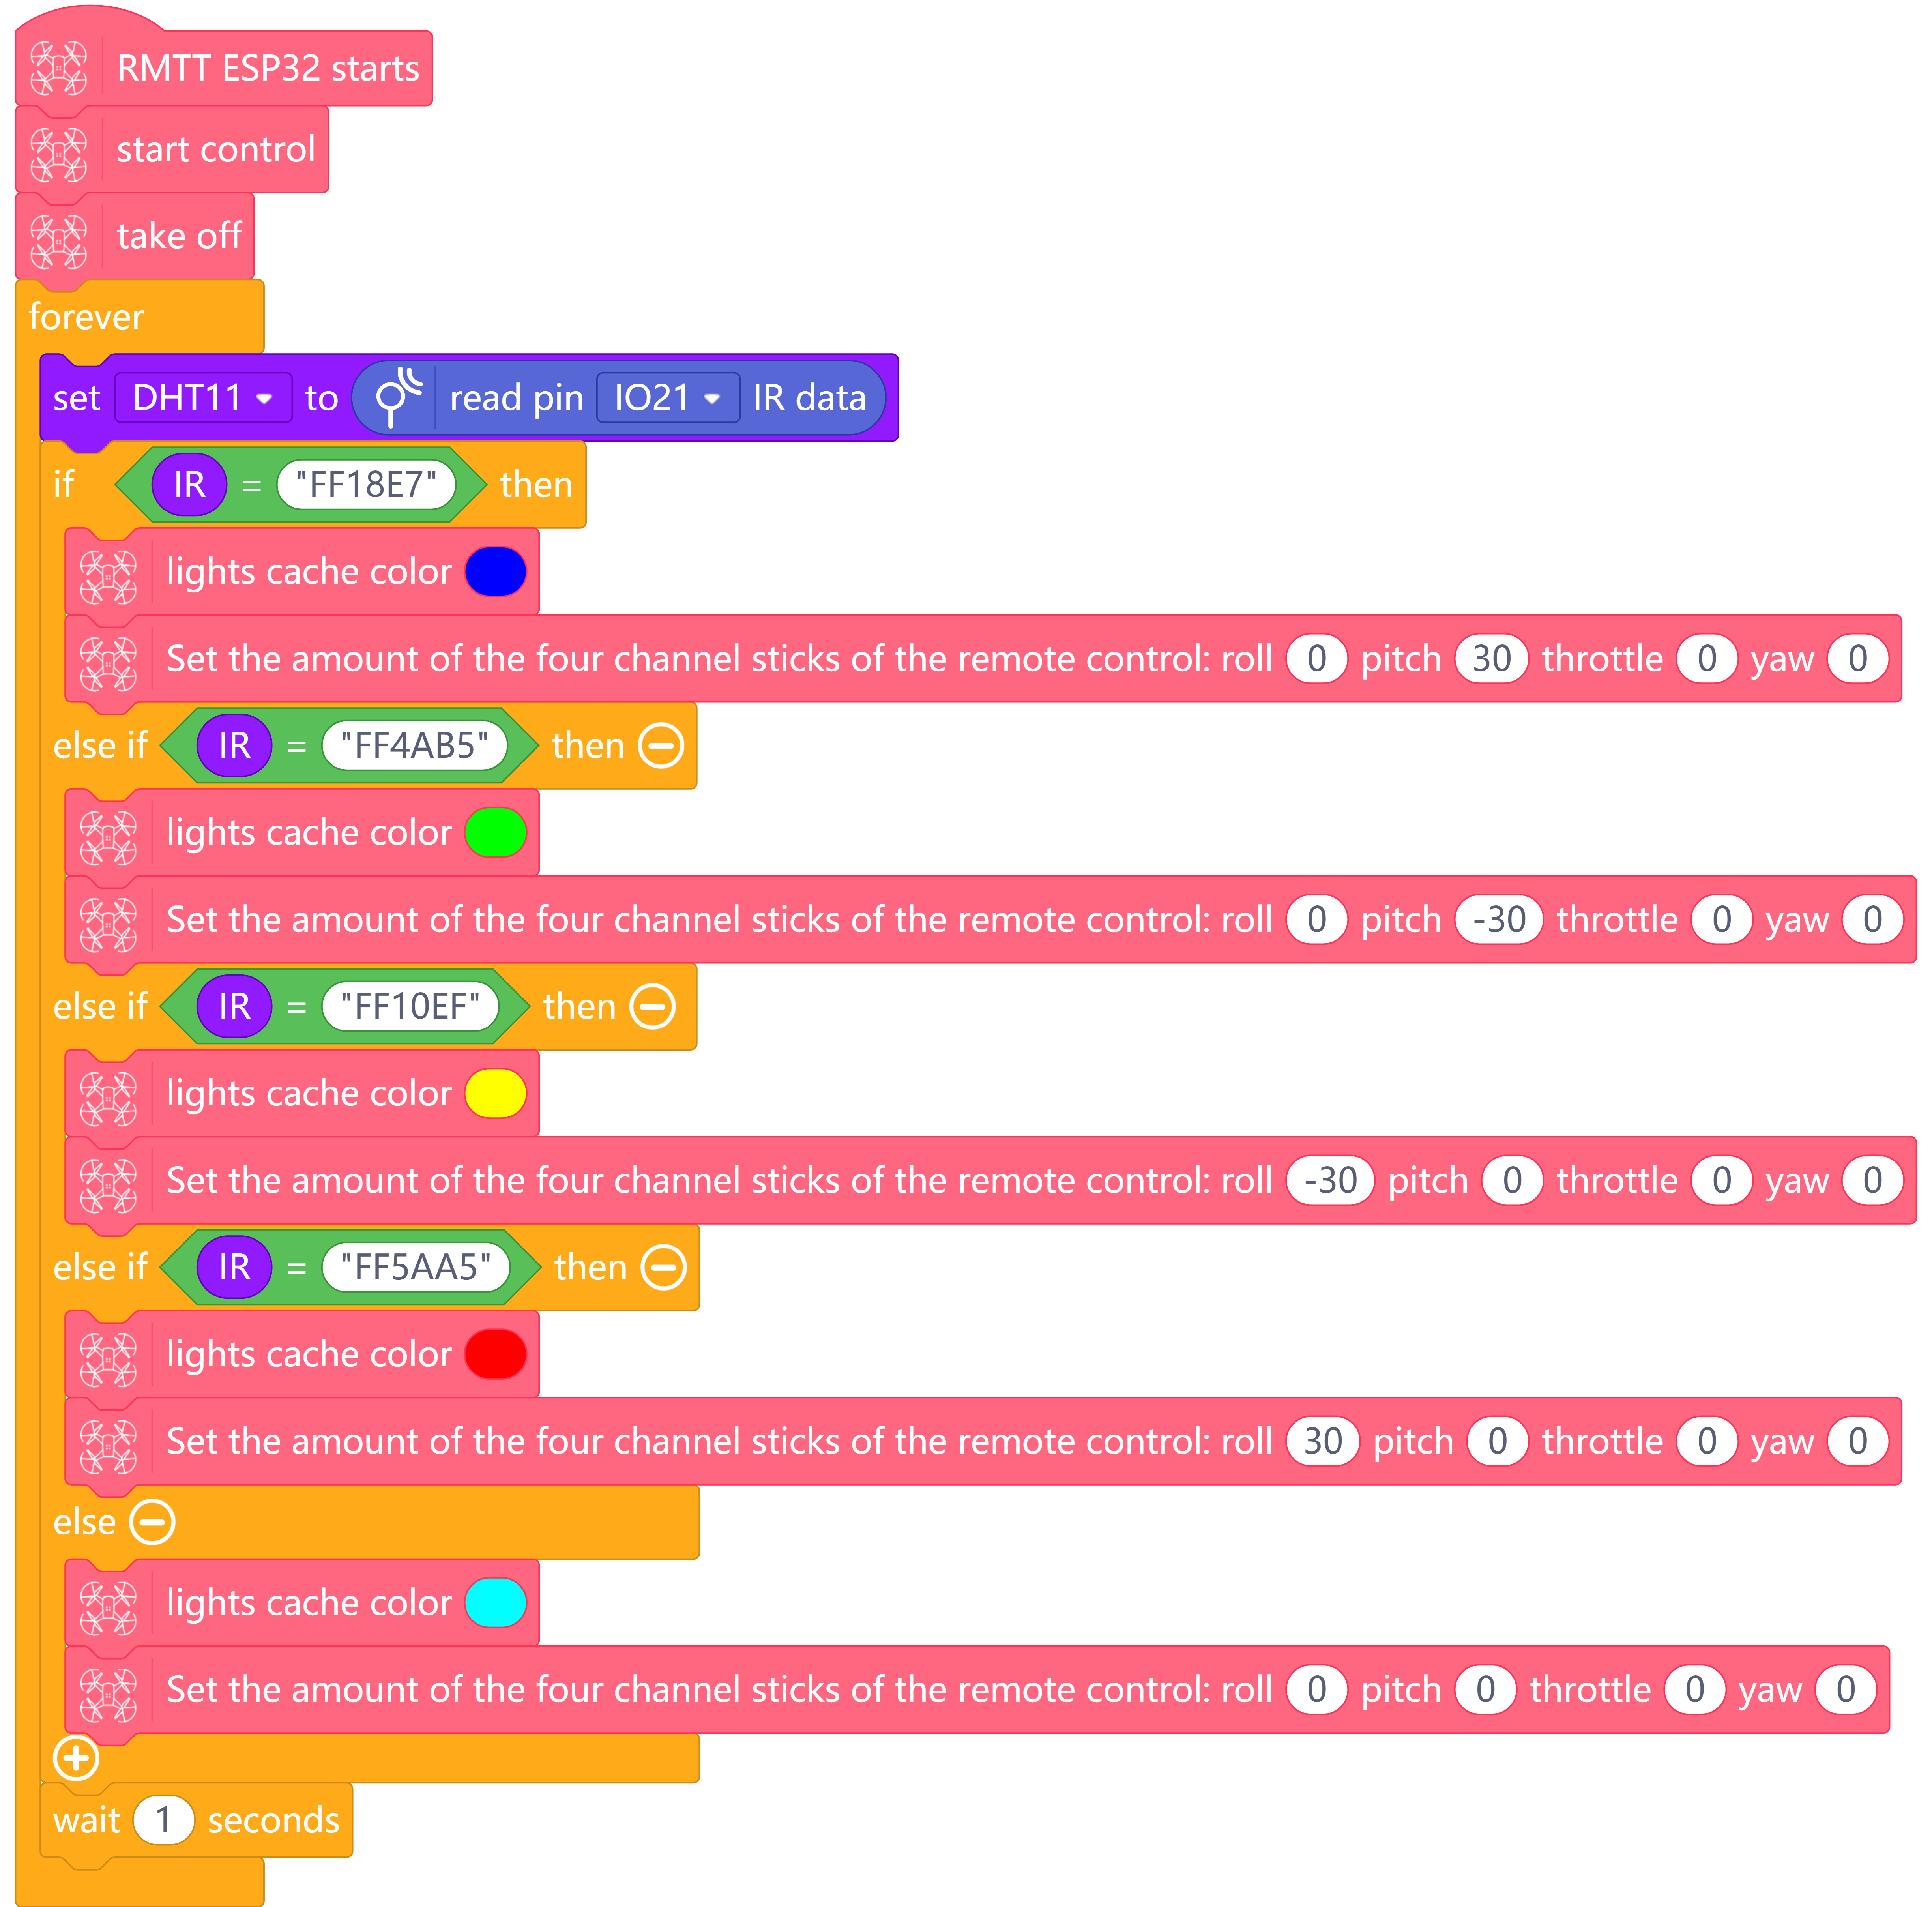 RMTT ESP32 starts
start control
take off
forever
set DHT11 to read pin IO21 IR data
if IR = "FF18E7" then
lights cache color
Set the amount of the four channel sticks of the remote control: roll 0 pitch 30 throttle 0 yaw 0
else if IR = "FF4AB5" then
lights cache color
Set the amount of the four channel sticks of the remote control: roll 0 pitch -30 throttle 0 yaw 0
else if IR = "FF10EF" then
lights cache color
Set the amount of the four channel sticks of the remote control: roll -30 pitch 0 throttle 0 yaw 0
else if IR = "FF5AA5" then
lights cache color
Set the amount of the four channel sticks of the remote control: roll 30 pitch 0 throttle 0 yaw 0
else
lights cache color
Set the amount of the four channel sticks of the remote control: roll 0 pitch 0 throttle 0 yaw 0
wait 1 seconds